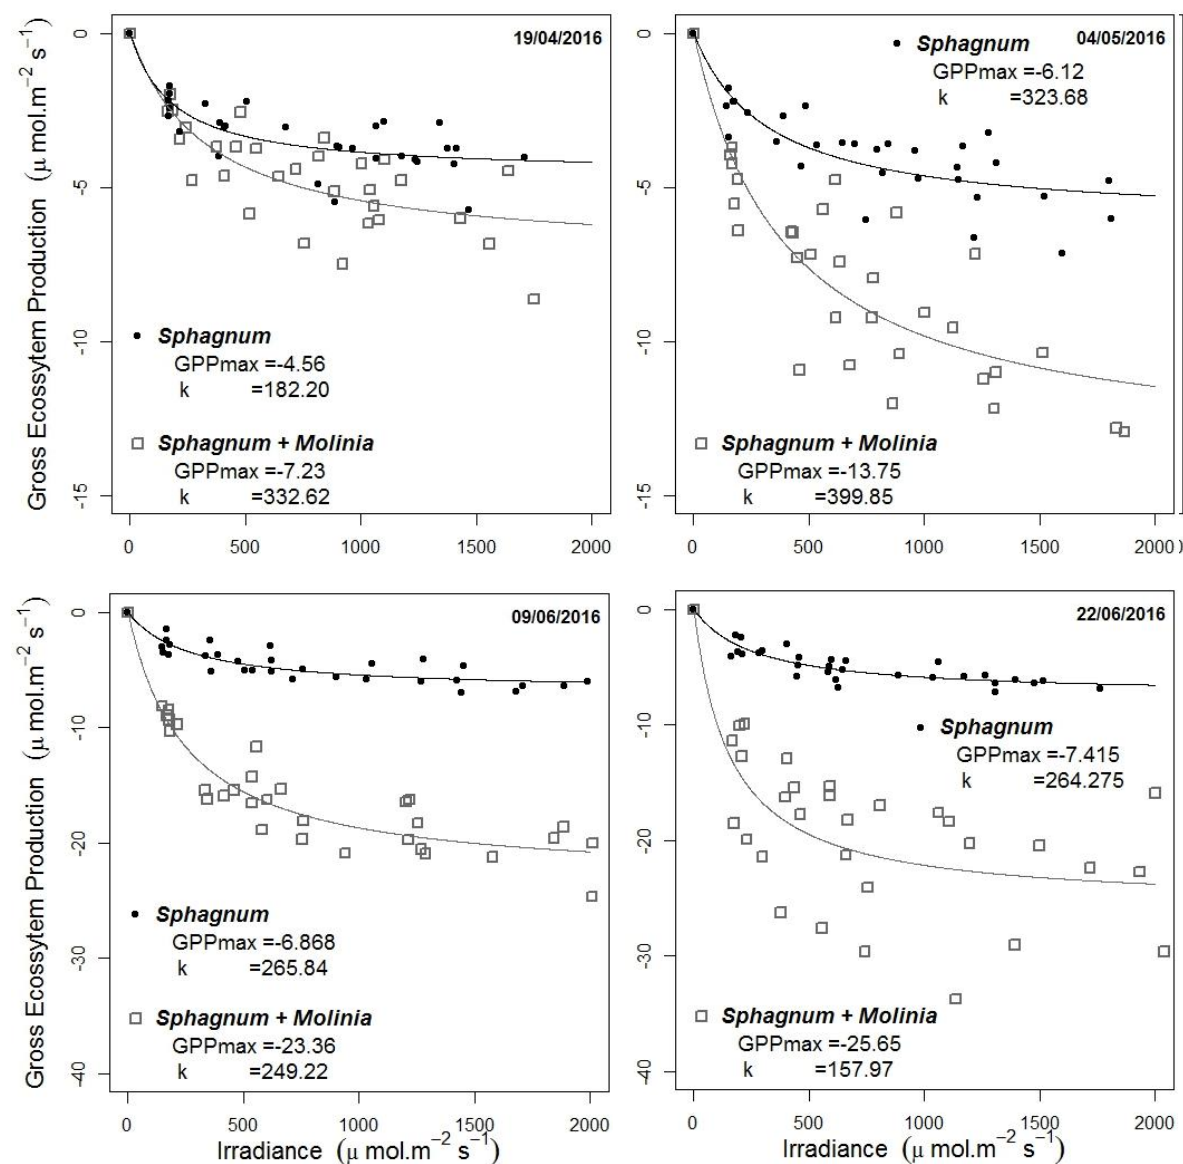 19/04/2016
Gross Ecossytem Production (μ mol.m⁻² s⁻¹)
0
-5
-10
-15
Sphagnum
GPPmax =-4.56
k =182.20
Sphagnum + Molinia
GPPmax =-7.23
k =332.62
0 500 1000 1500 2000
04/05/2016
Sphagnum
GPPmax =-6.12
k =323.68
0
-5
-10
-15
Sphagnum + Molinia
GPPmax =-13.75
k =399.85
0 500 1000 1500 2000
09/06/2016
Gross Ecossytem Production (μ mol.m⁻² s⁻¹)
0
-10
-20
-30
-40
Sphagnum
GPPmax =-6.868
k =265.84
Sphagnum + Molinia
GPPmax =-23.36
k =249.22
0 500 1000 1500 2000
Irradiance (μ mol.m⁻² s⁻¹)
22/06/2016
0
-10
-20
-30
-40
Sphagnum
GPPmax =-7.415
k =264.275
Sphagnum + Molinia
GPPmax =-25.65
k =157.97
0 500 1000 1500 2000
Irradiance (μ mol.m⁻² s⁻¹)